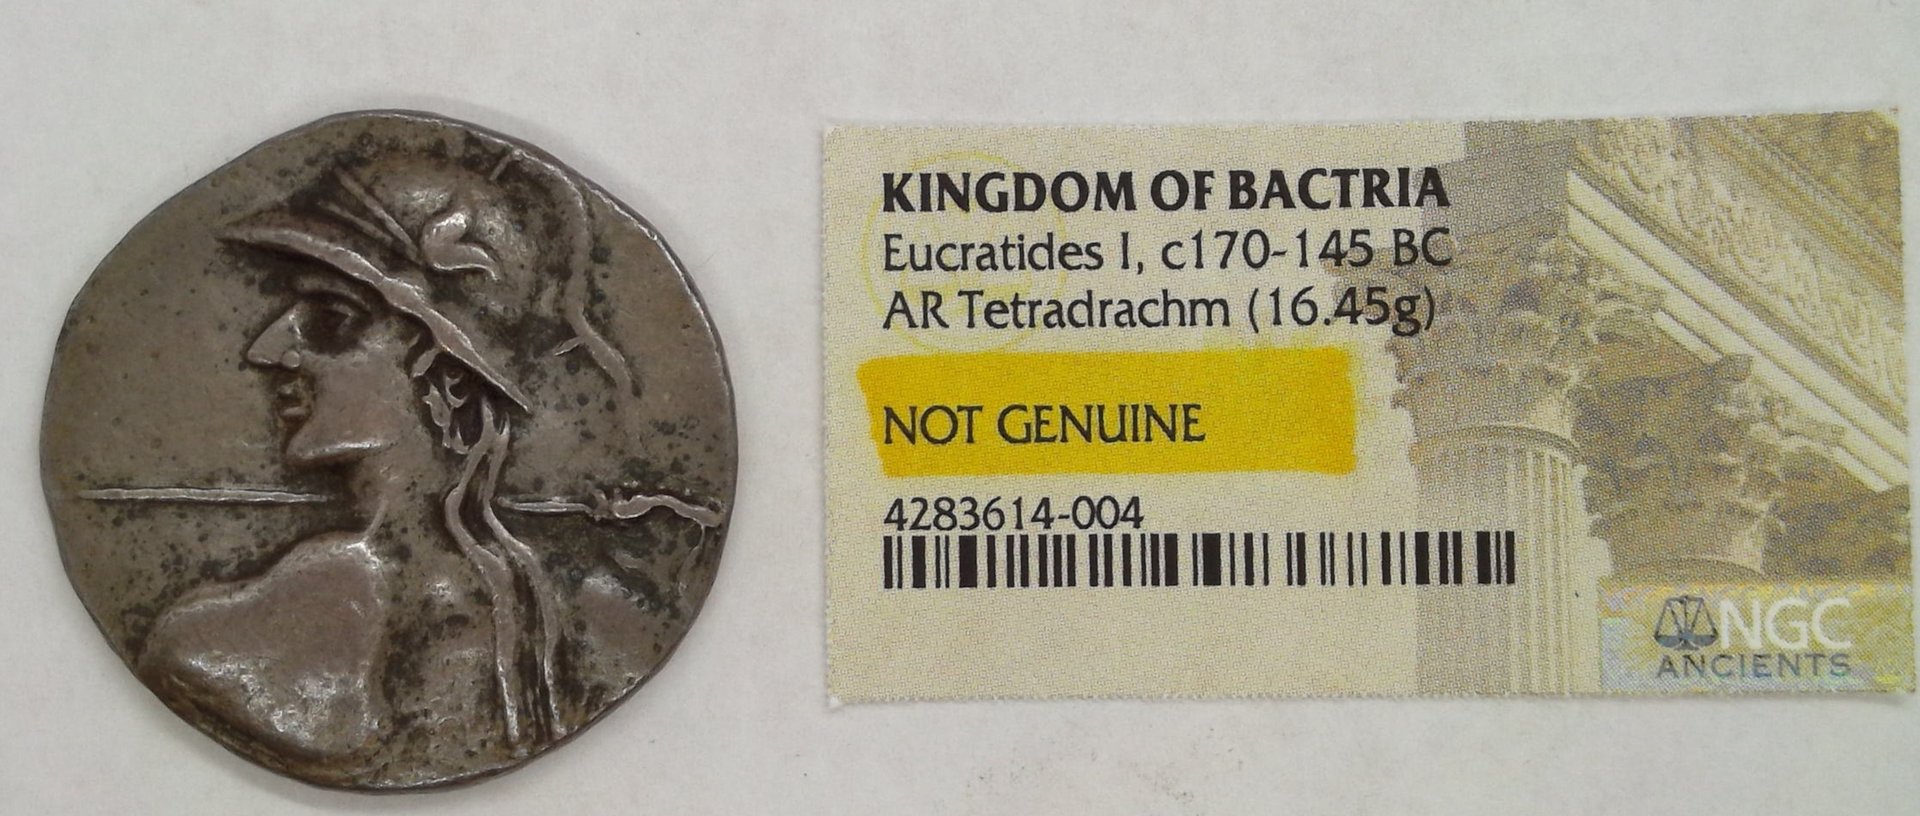 KINGDOM OF BACTRIA
Eucratides I, c170-145 BC
AR Tetradrachm (16.45g)
NOT GENUINE
4283614-004
NGC
ANCIENTS